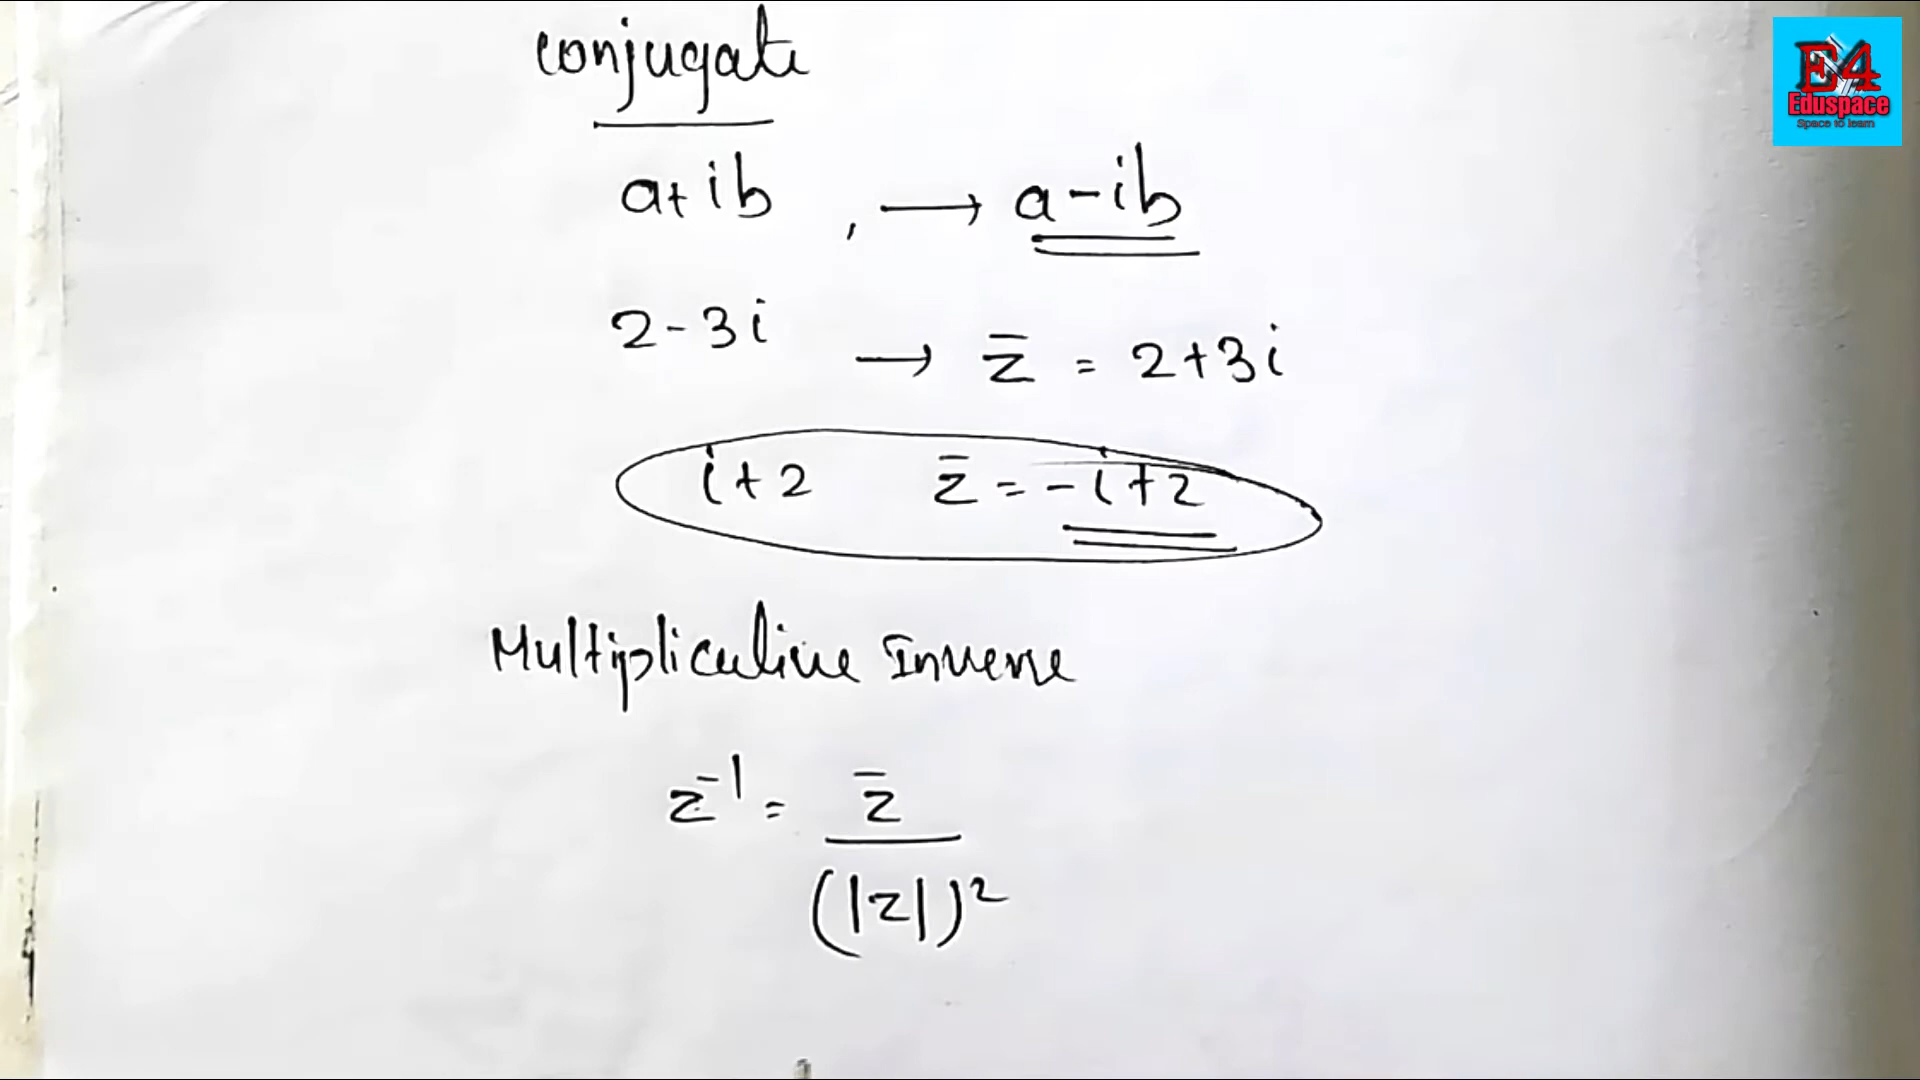 conjugate
a+ib , → a-ib
2-3i → z̄ = 2+3i
i+2 z̄ = -i+2
Multiplicative Inverse
z⁻¹ = z̄ / (|z|)²
E4
Eduspace
Space to learn